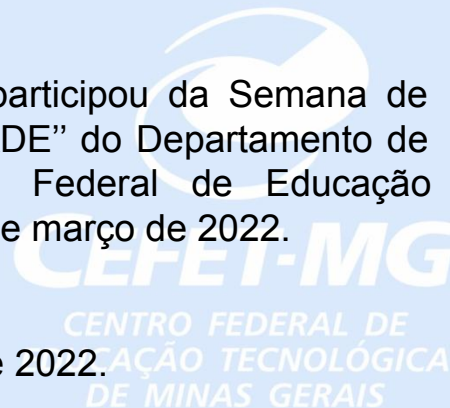 participou da Semana de
DE’’ do Departamento de
Federal de Educação
e março de 2022.
CEFET-MG
CENTRO FEDERAL DE
EDUCAÇÃO TECNOLÓGICA
e 2022.
DE MINAS GERAIS